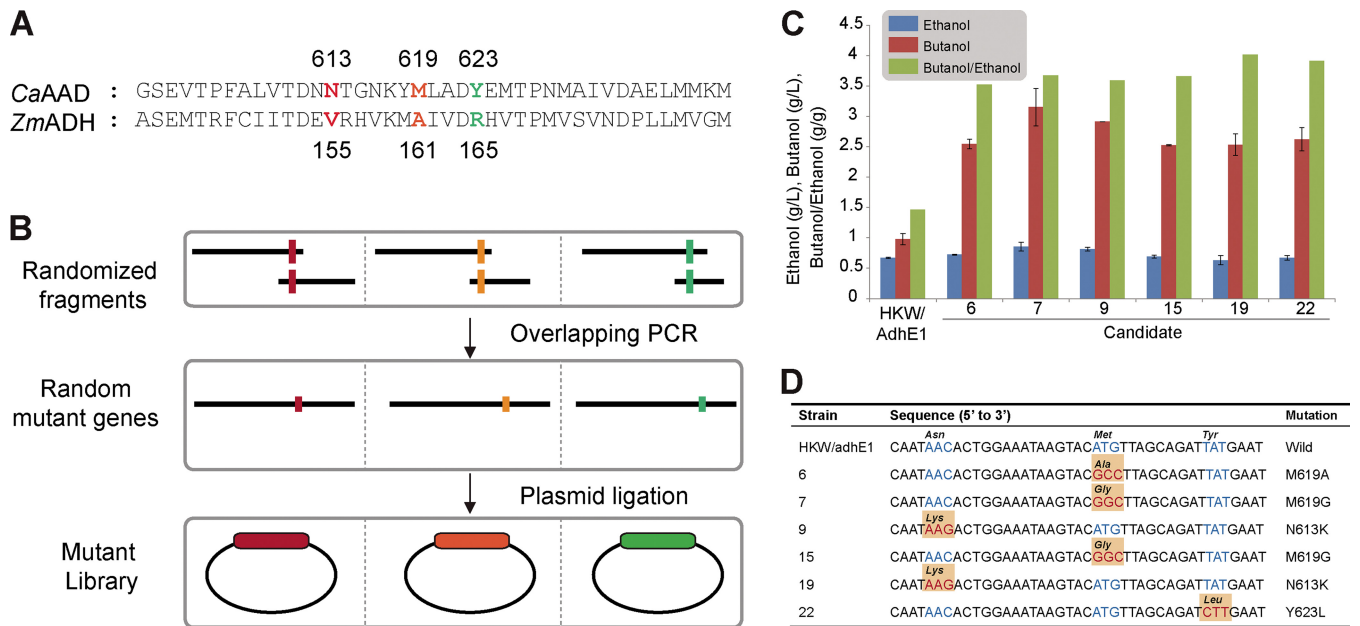 A
613 619 623
CaAAD : GSEVTPFALVTDNNTGNKYMLADYEMTPNMAIVDAELMMKM
ZmADH : ASEMTRFCIITDEVRHVKMAIVDRHVTPMVSVNDPLLMVGM
155 161 165
B
Randomized
fragments
Overlapping PCR
Random
mutant genes
Plasmid ligation
Mutant
Library
C
Ethanol
Butanol
Butanol/Ethanol
Ethanol (g/L), Butanol (g/L),
Butanol/Ethanol (g/g)
4.5
4
3.5
3
2.5
2
1.5
1
0.5
0
HKW/
AdhE1
6 7 9 15 19 22
Candidate
D
Strain Sequence (5' to 3') Mutation
Asn Met Tyr
HKW/adhE1 CAATAACACTGGAAATAAGTACATGTTAGCAGATTATGAAT Wild
Ala
6 CAATAACACTGGAAATAAGTACGCCTTAGCAGATTATGAAT M619A
Gly
7 CAATAACACTGGAAATAAGTACGGCTTAGCAGATTATGAAT M619G
Lys
9 CAATAAGACTGGAAATAAGTACATGTTAGCAGATTATGAAT N613K
Gly
15 CAATAACACTGGAAATAAGTACGGCTTAGCAGATTATGAAT M619G
Lys
19 CAATAAGACTGGAAATAAGTACATGTTAGCAGATTATGAAT N613K
Leu
22 CAATAACACTGGAAATAAGTACATGTTAGCAGATCTTGAAT Y623L